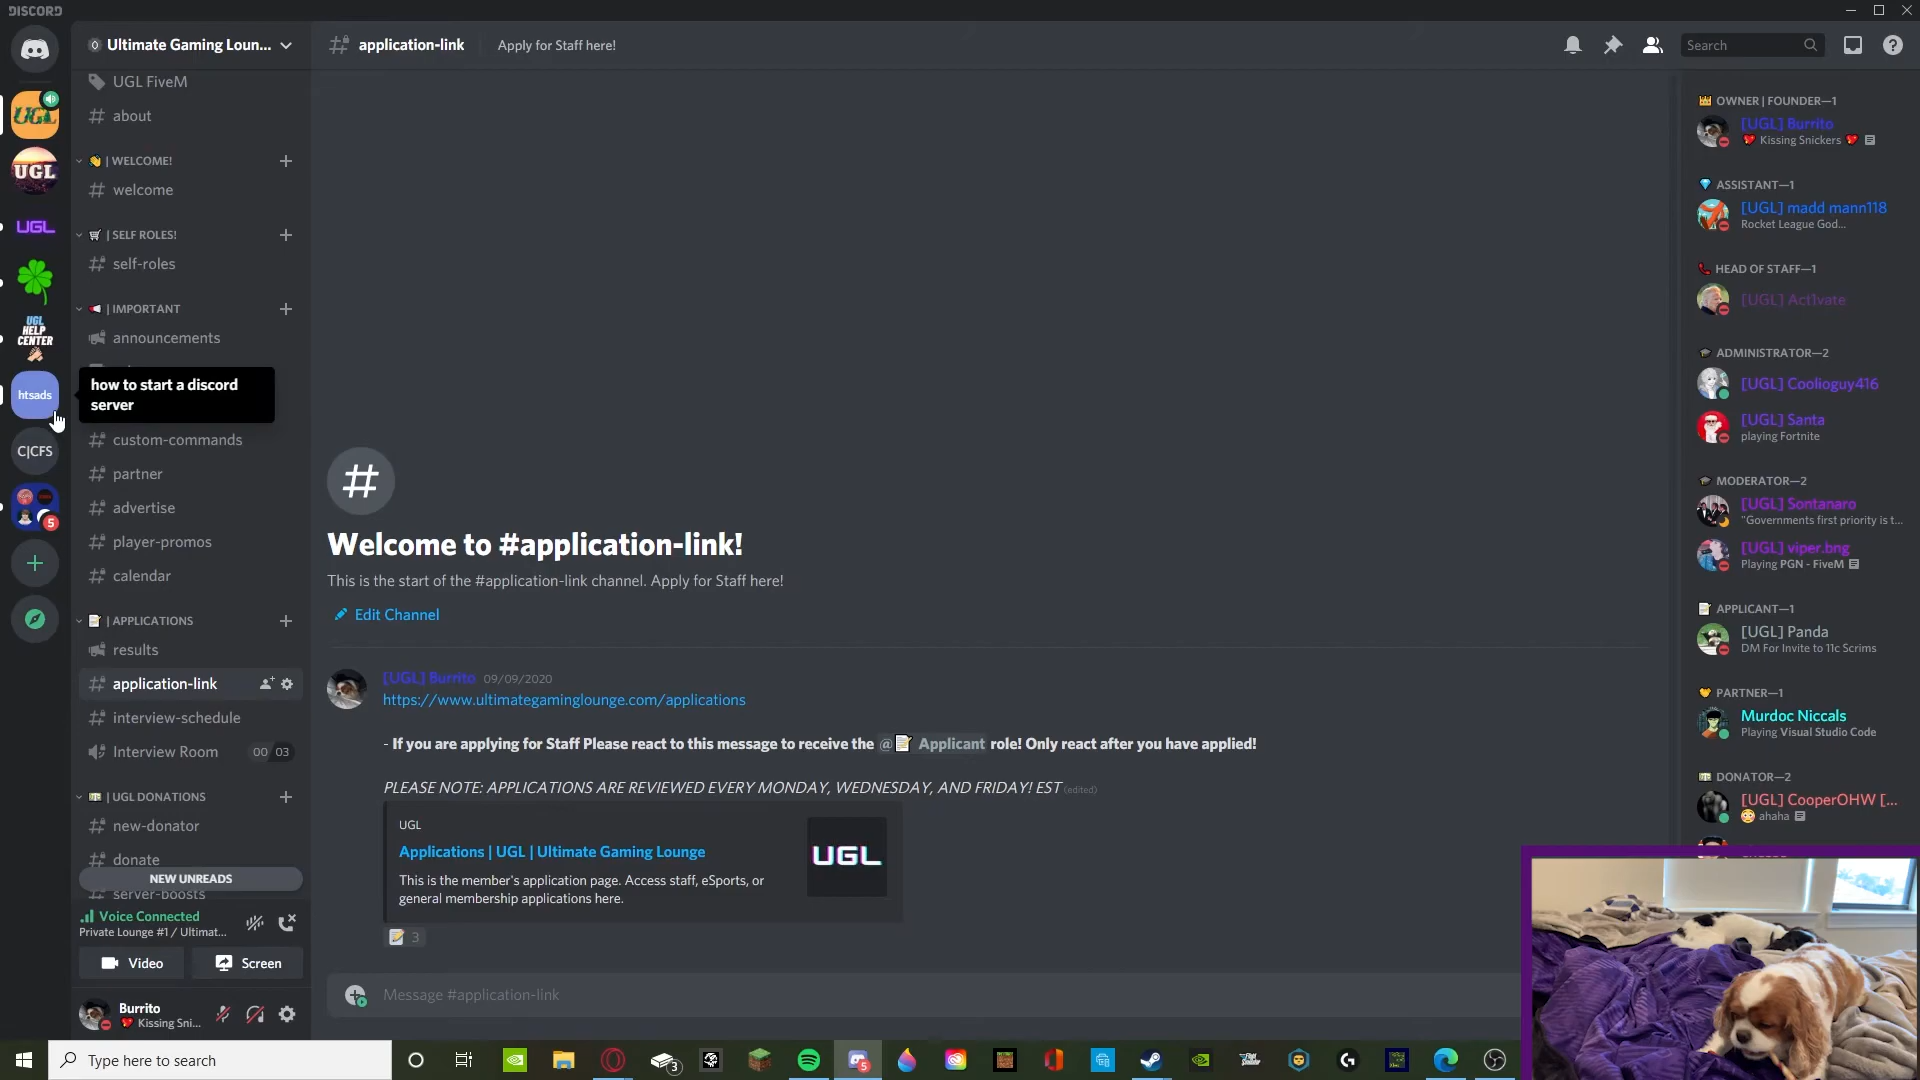 DISCORD
Ultimate Gaming Loun...
application-link
Apply for Staff here!
Search
UGL FiveM
about
| WELCOME!
welcome
| SELF ROLES!
self-roles
| IMPORTANT
announcements
how to start a discord
server
custom-commands
partner
advertise
player-promos
calendar
| APPLICATIONS
results
application-link
interview-schedule
Interview Room
00 03
| UGL DONATIONS
new-donator
donate
NEW UNREADS
server-boosts
Voice Connected
Private Lounge #1 / Ultimat...
Video
Screen
Burrito
Kissing Sni...
UGL
UGL
UGL
UGL
HELP
CENTER
htsads
C|CFS
5
#
Welcome to #application-link!
This is the start of the #application-link channel. Apply for Staff here!
Edit Channel
[UGL] Burrito 09/09/2020
https://www.ultimategaminglounge.com/applications
- If you are applying for Staff Please react to this message to receive the @ Applicant role! Only react after you have applied!
PLEASE NOTE: APPLICATIONS ARE REVIEWED EVERY MONDAY, WEDNESDAY, AND FRIDAY! EST (edited)
UGL
Applications | UGL | Ultimate Gaming Lounge
This is the member's application page. Access staff, eSports, or
general membership applications here.
UGL
3
Message #application-link
OWNER | FOUNDER—1
[UGL] Burrito
Kissing Snickers
ASSISTANT—1
[UGL] madd mann118
Rocket League God...
HEAD OF STAFF—1
[UGL] Act1vate
ADMINISTRATOR—2
[UGL] Coolioguy416
[UGL] Santa
playing Fortnite
MODERATOR—2
[UGL] Sontanaro
"Governments first priority is t...
[UGL] viper.bng
Playing PGN - FiveM
APPLICANT—1
[UGL] Panda
DM For Invite to 11c Scrims
PARTNER—1
Murdoc Niccals
Playing Visual Studio Code
DONATOR—2
[UGL] CooperOHW [...
ahaha
Type here to search
3
5